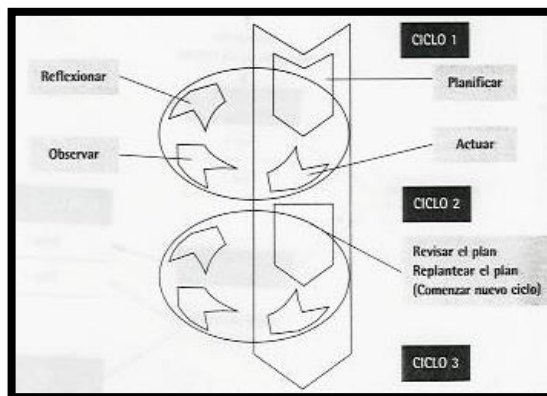 CICLO 1
Reflexionar
Planificar
Observar
Actuar
CICLO 2
Revisar el plan
Replantear el plan
(Comenzar nuevo ciclo)
CICLO 3